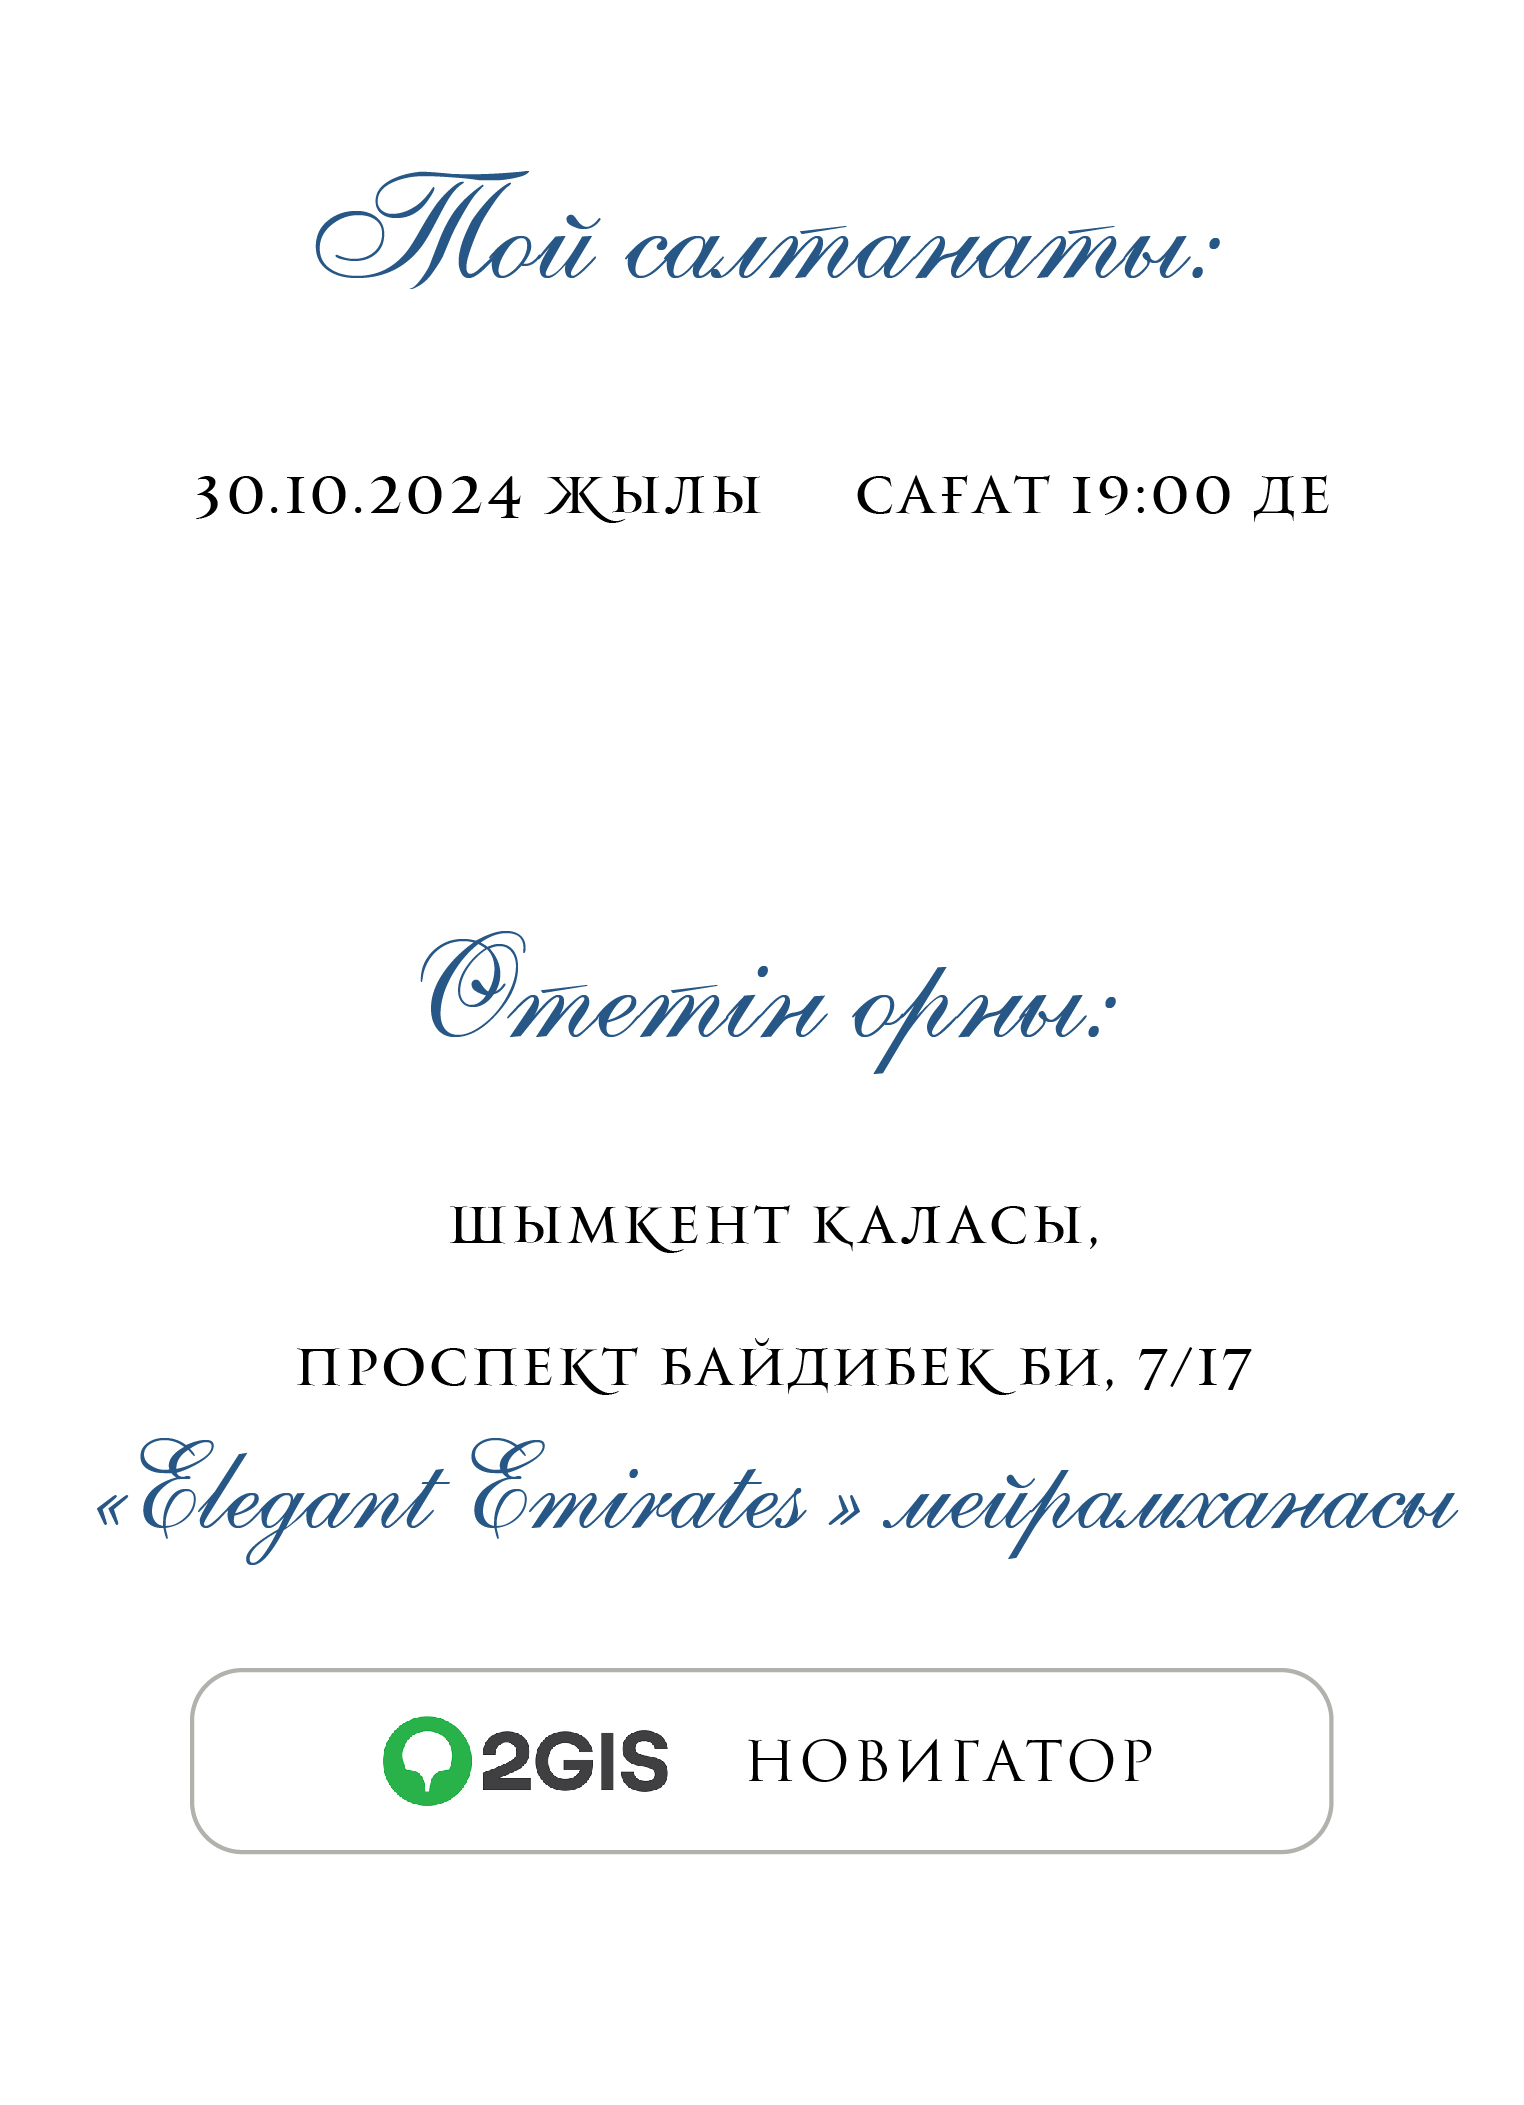 Той салтанаты:
30.10.2024 ЖЫЛЫ САҒАТ 19:00 ДЕ
Өтетін орны:
ШЫМКЕНТ ҚАЛАСЫ,
ПРОСПЕКТ БАЙДИБЕК БИ, 7/17
«Elegant Emirates » мейрамханасы
2GIS НОВИГАТОР